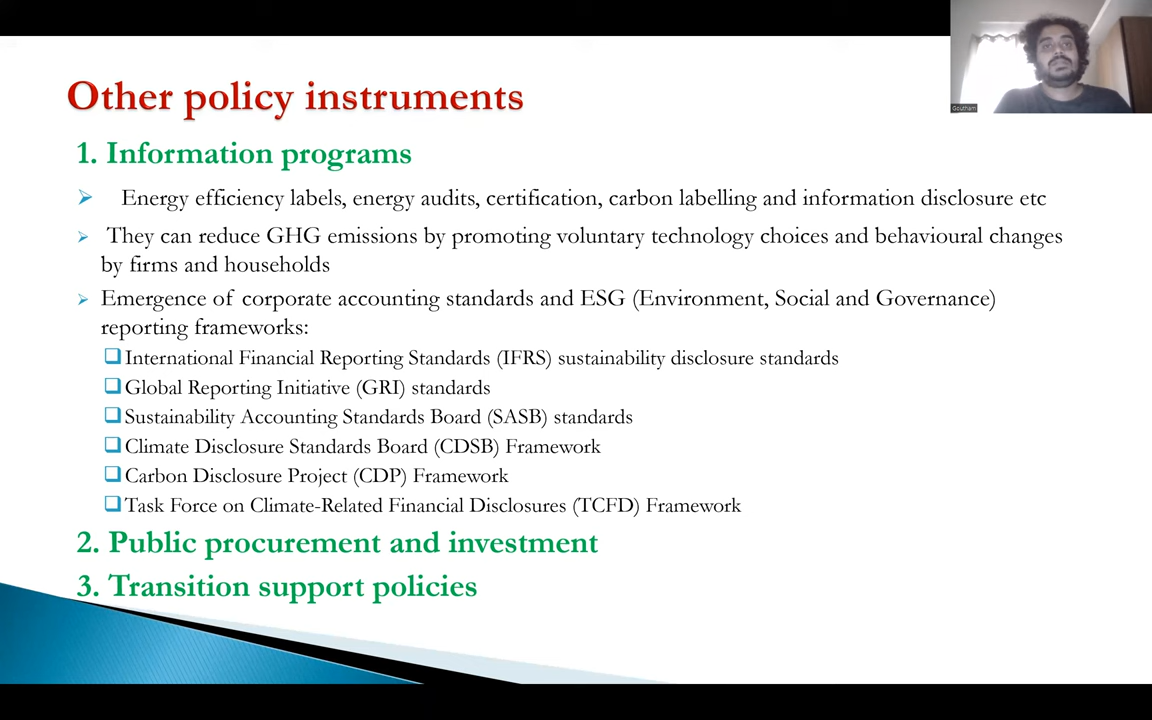 Other policy instruments
Goutham
1. Information programs
Energy efficiency labels, energy audits, certification, carbon labelling and information disclosure etc
They can reduce GHG emissions by promoting voluntary technology choices and behavioural changes
by firms and households
Emergence of corporate accounting standards and ESG (Environment, Social and Governance)
reporting frameworks:
International Financial Reporting Standards (IFRS) sustainability disclosure standards
Global Reporting Initiative (GRI) standards
Sustainability Accounting Standards Board (SASB) standards
Climate Disclosure Standards Board (CDSB) Framework
Carbon Disclosure Project (CDP) Framework
Task Force on Climate-Related Financial Disclosures (TCFD) Framework
2. Public procurement and investment
3. Transition support policies